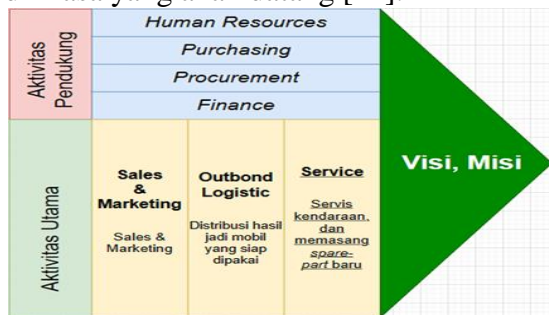 Aktivitas
Pendukung
Human Resources
Purchasing
Procurement
Finance
Aktivitas Utama
Sales
&
Marketing
Sales &
Marketing
Outbond
Logistic
Distribusi hasil
jadi mobil
yang siap
dipakai
Service
Servis
kendaraan,
dan
memasang
spare-
part baru
Visi, Misi